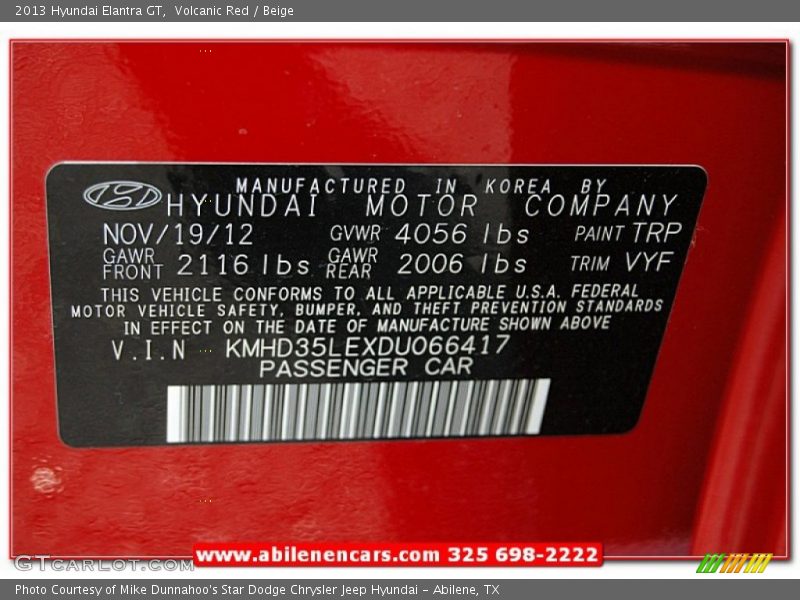 2013 Hyundai Elantra GT, Volcanic Red / Beige
MANUFACTURED IN KOREA BY
HYUNDAI MOTOR COMPANY
NOV/19/12 GVWR 4056 lbs PAINT TRP
GAWR FRONT 2116 lbs GAWR REAR 2006 lbs TRIM VYF
THIS VEHICLE CONFORMS TO ALL APPLICABLE U.S.A. FEDERAL
MOTOR VEHICLE SAFETY, BUMPER, AND THEFT PREVENTION STANDARDS
IN EFFECT ON THE DATE OF MANUFACTURE SHOWN ABOVE
V.I.N KMHD35LEXDU066417
PASSENGER CAR
www.abilenencars.com 325 698-2222
GTCARLOT.COM
Photo Courtesy of Mike Dunnahoo's Star Dodge Chrysler Jeep Hyundai - Abilene, TX